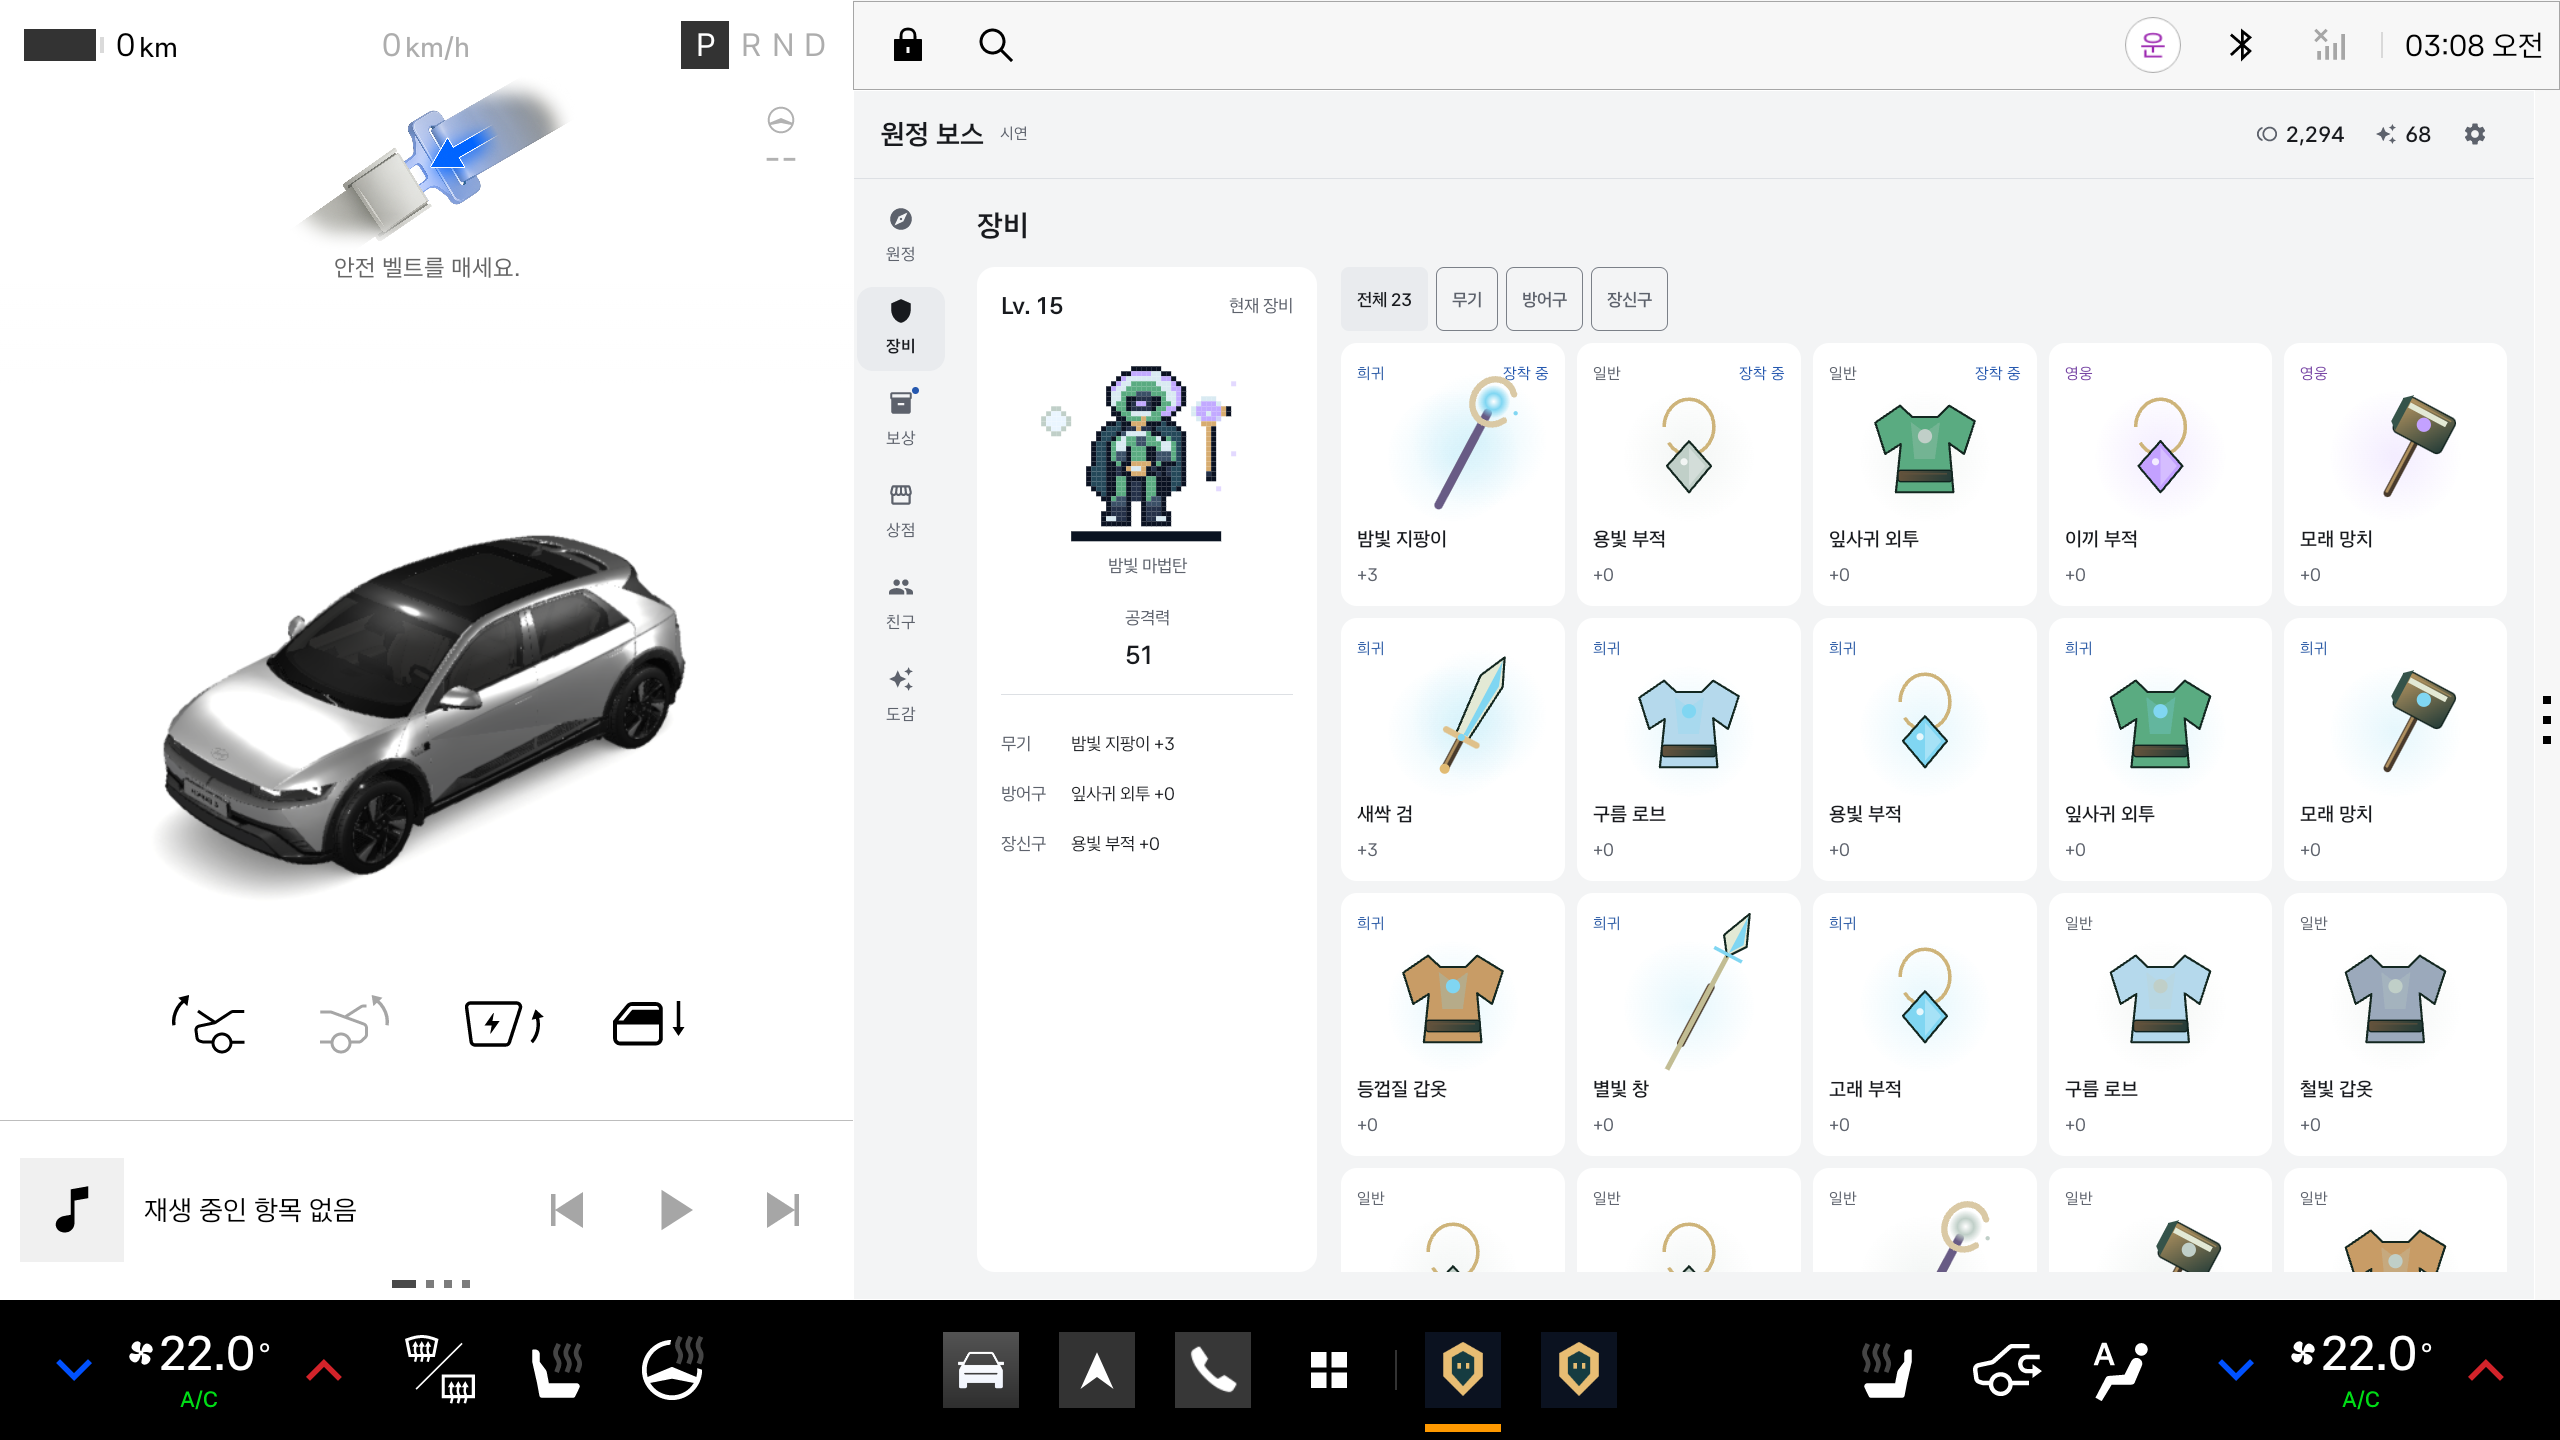 0 km
0 km/h
P R N D
운
03:08 오전
안전 벨트를 매세요.
원정 보스 시연
2,294
68
원정
장비
보상
상점
친구
도감
장비
Lv. 15
현재 장비
밤빛 마법탄
공격력
51
무기 밤빛 지팡이 +3
방어구 잎사귀 외투 +0
장신구 용빛 부적 +0
전체 23
무기
방어구
장신구
희귀 장착 중
밤빛 지팡이
+3
일반 장착 중
용빛 부적
+0
일반 장착 중
잎사귀 외투
+0
영웅
이끼 부적
+0
영웅
모래 망치
+0
희귀
새싹 검
+3
희귀
구름 로브
+0
희귀
용빛 부적
+0
희귀
잎사귀 외투
+0
희귀
모래 망치
+0
희귀
등껍질 갑옷
+0
희귀
별빛 창
+0
희귀
고래 부적
+0
일반
구름 로브
+0
일반
철빛 갑옷
+0
일반
일반
일반
일반
일반
재생 중인 항목 없음
22.0°
A/C
A
22.0°
A/C